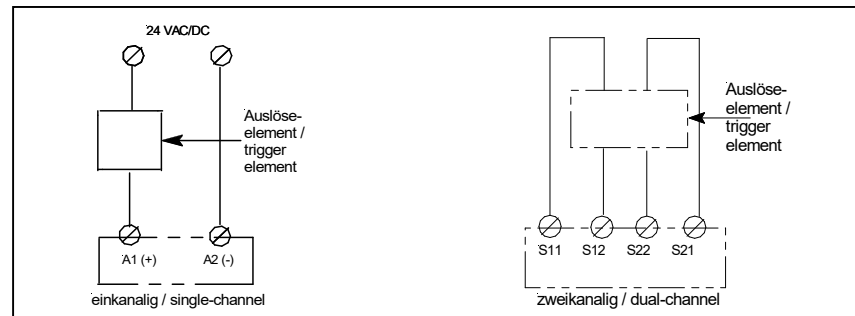 24 VAC/DC
Auslöse-
element /
trigger
element
A1 (+)
A2 (-)
einkanalig / single-channel
Auslöse-
element /
trigger
element
S11
S12
S22
S21
zweikanalig / dual-channel